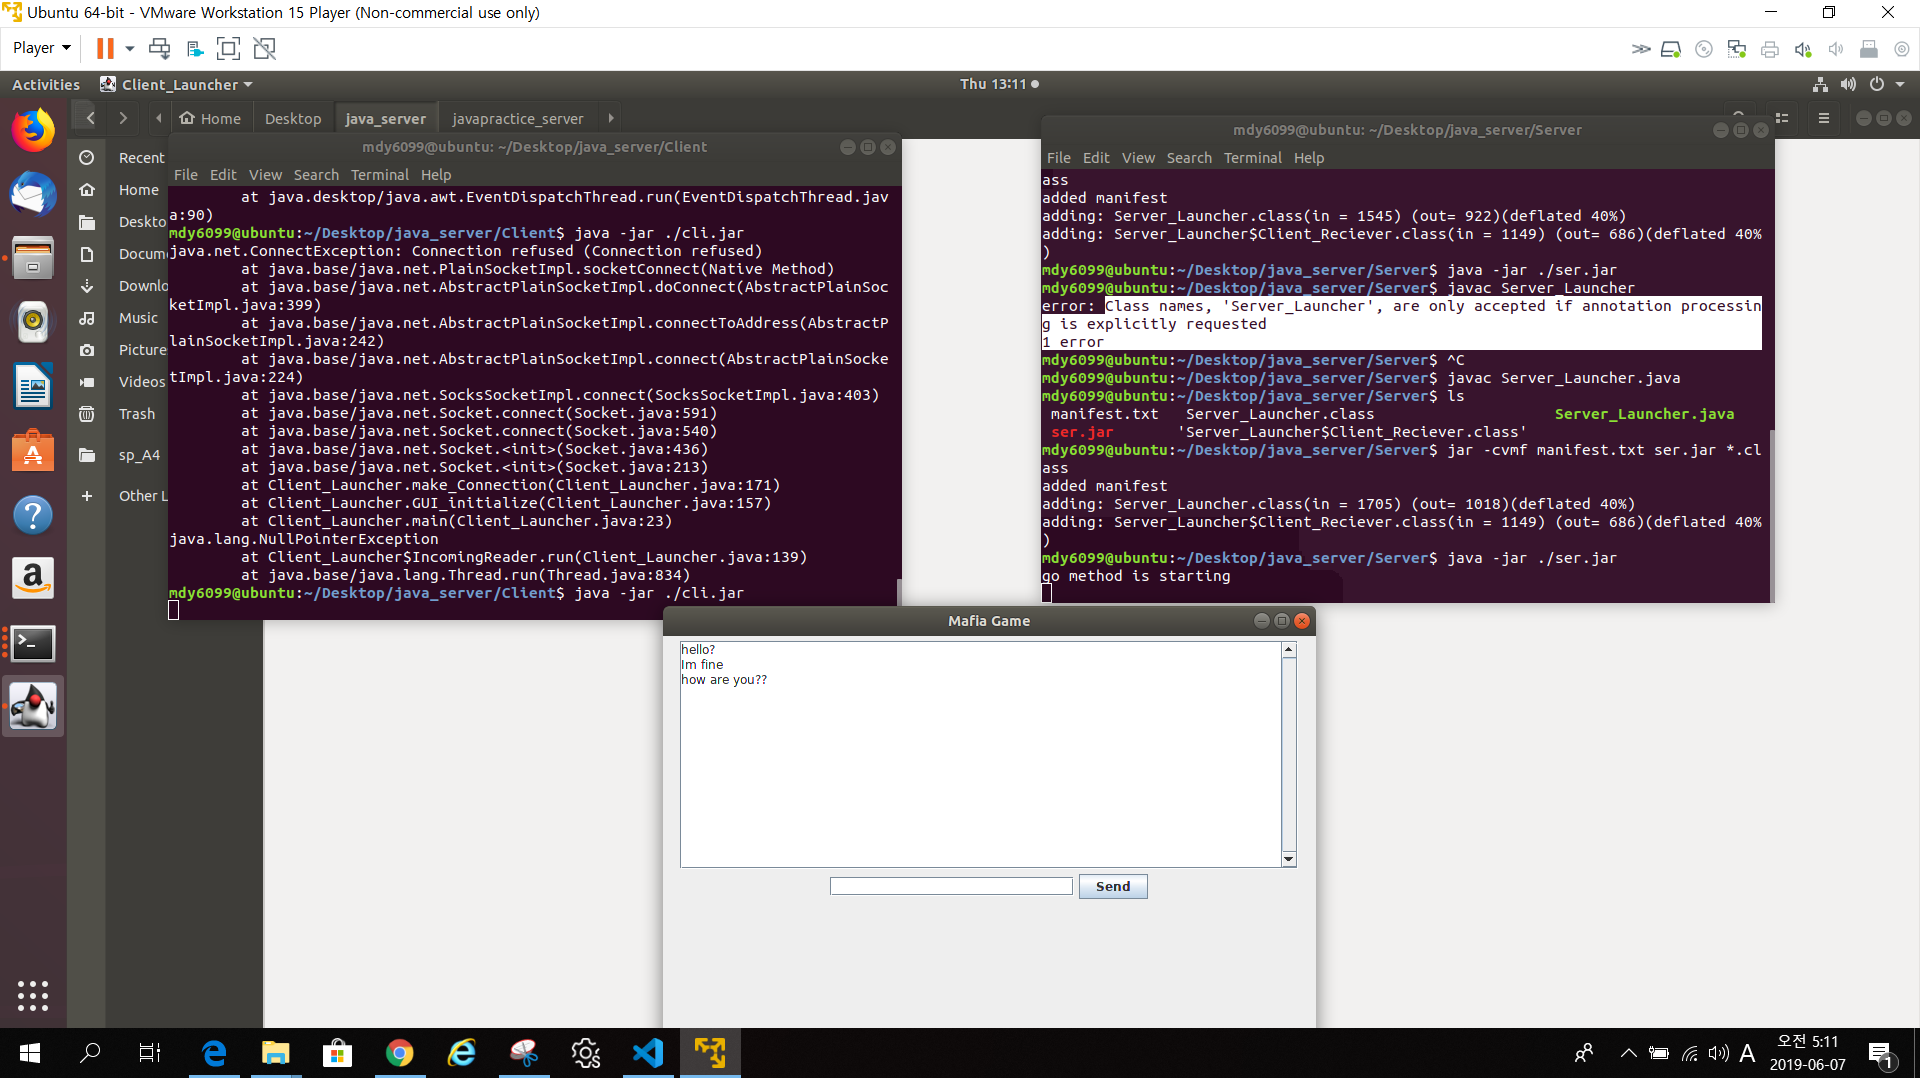 Ubuntu 64-bit - VMware Workstation 15 Player (Non-commercial use only)
Player
Activities
Client_Launcher
Thu 13:11
Home
Desktop
java_server
javapractice_server
Recent
Home
Deskto
Docum
Downlo
Music
Picture
Videos
Trash
sp_A4
Other L
mdy6099@ubuntu: ~/Desktop/java_server/Client
File Edit View Search Terminal Help
at java.desktop/java.awt.EventDispatchThread.run(EventDispatchThread.jav
a:90)
mdy6099@ubuntu:~/Desktop/java_server/Client$ java -jar ./cli.jar
java.net.ConnectException: Connection refused (Connection refused)
at java.base/java.net.PlainSocketImpl.socketConnect(Native Method)
at java.base/java.net.AbstractPlainSocketImpl.doConnect(AbstractPlainSoc
ketImpl.java:399)
at java.base/java.net.AbstractPlainSocketImpl.connectToAddress(AbstractP
lainSocketImpl.java:242)
at java.base/java.net.AbstractPlainSocketImpl.connect(AbstractPlainSocke
tImpl.java:224)
at java.base/java.net.SocksSocketImpl.connect(SocksSocketImpl.java:403)
at java.base/java.net.Socket.connect(Socket.java:591)
at java.base/java.net.Socket.connect(Socket.java:540)
at java.base/java.net.Socket.<init>(Socket.java:436)
at java.base/java.net.Socket.<init>(Socket.java:213)
at Client_Launcher.make_Connection(Client_Launcher.java:171)
at Client_Launcher.GUI_initialize(Client_Launcher.java:157)
at Client_Launcher.main(Client_Launcher.java:23)
java.lang.NullPointerException
at Client_Launcher$IncomingReader.run(Client_Launcher.java:139)
at java.base/java.lang.Thread.run(Thread.java:834)
mdy6099@ubuntu:~/Desktop/java_server/Client$ java -jar ./cli.jar
mdy6099@ubuntu: ~/Desktop/java_server/Server
File Edit View Search Terminal Help
ass
added manifest
adding: Server_Launcher.class(in = 1545) (out= 922)(deflated 40%)
adding: Server_Launcher$Client_Reciever.class(in = 1149) (out= 686)(deflated 40%
)
mdy6099@ubuntu:~/Desktop/java_server/Server$ java -jar ./ser.jar
mdy6099@ubuntu:~/Desktop/java_server/Server$ javac Server_Launcher
error: Class names, 'Server_Launcher', are only accepted if annotation processin
g is explicitly requested
1 error
mdy6099@ubuntu:~/Desktop/java_server/Server$ ^C
mdy6099@ubuntu:~/Desktop/java_server/Server$ javac Server_Launcher.java
mdy6099@ubuntu:~/Desktop/java_server/Server$ ls
manifest.txt Server_Launcher.class Server_Launcher.java
ser.jar 'Server_Launcher$Client_Reciever.class'
mdy6099@ubuntu:~/Desktop/java_server/Server$ jar -cvmf manifest.txt ser.jar *.cl
ass
added manifest
adding: Server_Launcher.class(in = 1705) (out= 1018)(deflated 40%)
adding: Server_Launcher$Client_Reciever.class(in = 1149) (out= 686)(deflated 40%
)
mdy6099@ubuntu:~/Desktop/java_server/Server$ java -jar ./ser.jar
go method is starting
Mafia Game
hello?
Im fine
how are you??
Send
A
오전 5:11
2019-06-07
1